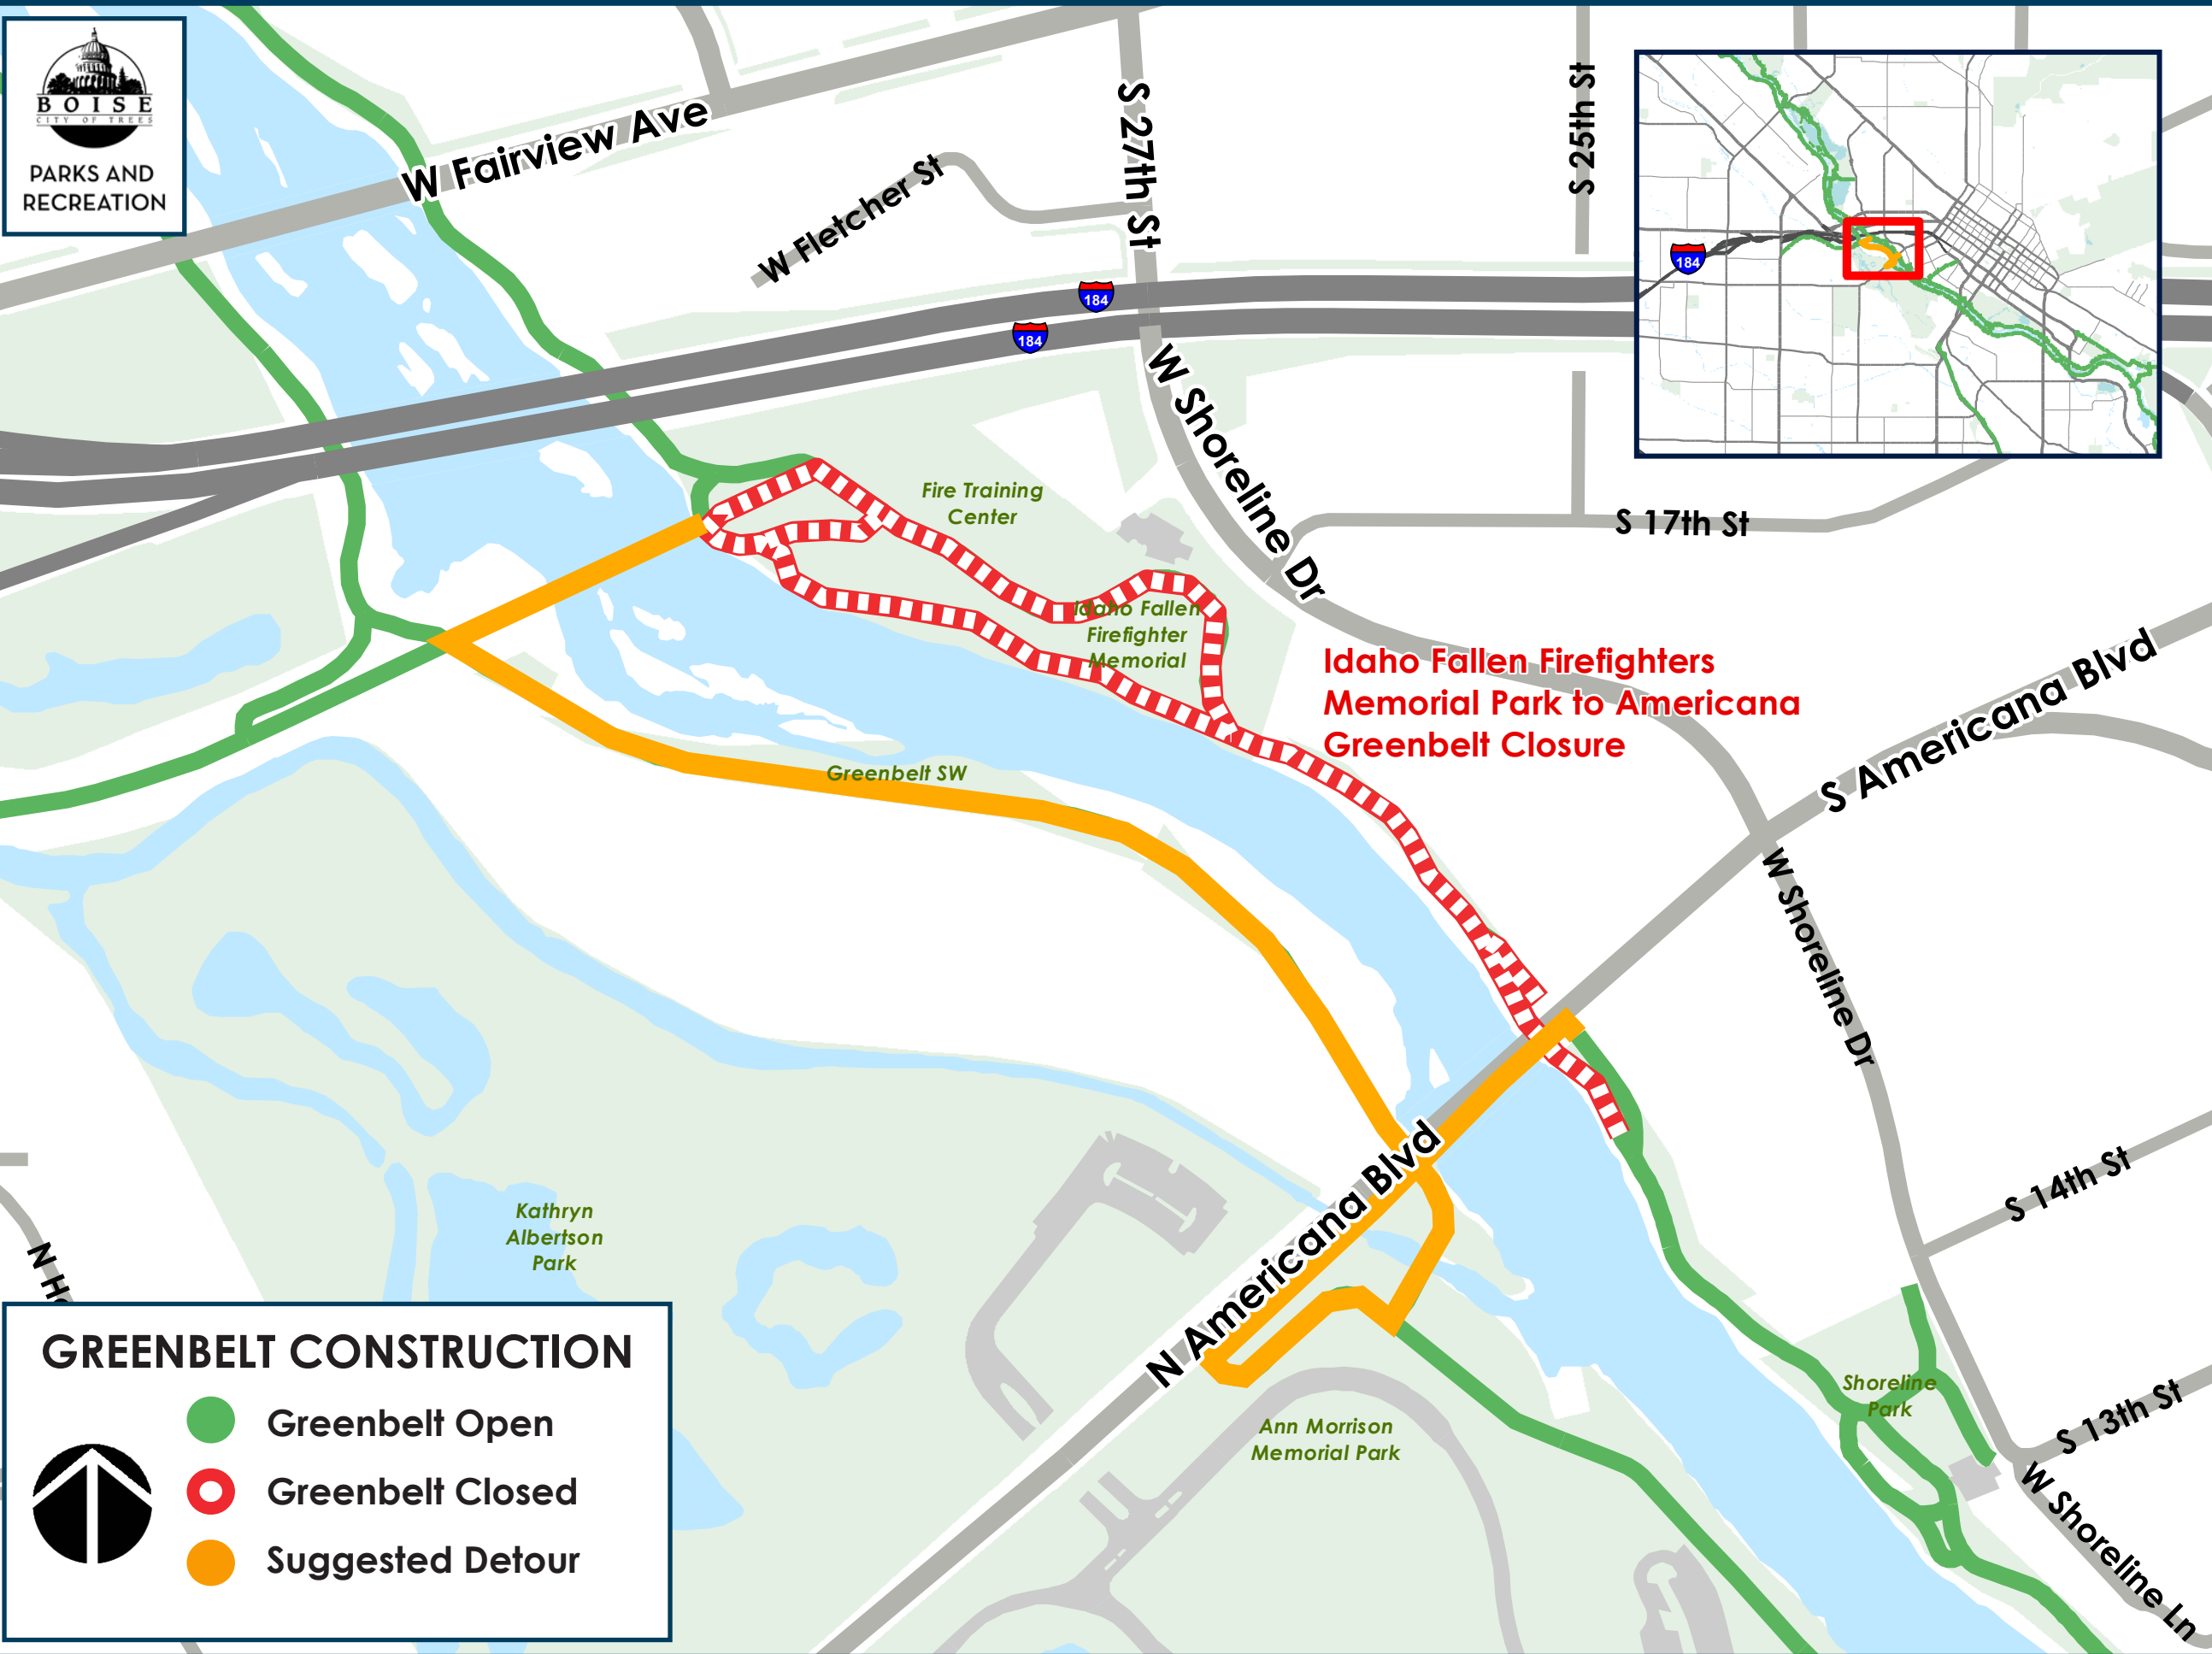 BOISE
CITY OF TREES
PARKS AND
RECREATION
W Fairview Ave
W Fletcher St
S 27th St
S 25th St
184
184
184
W Shoreline Dr
S 17th St
Fire Training
Center
Idaho Fallen
Firefighter
Memorial
Idaho Fallen Firefighters
Memorial Park to Americana
Greenbelt Closure
S Americana Blvd
Greenbelt SW
W Shoreline Dr
N Americana Blvd
S 14th St
Kathryn
Albertson
Park
Shoreline
Park
S 13th St
Ann Morrison
Memorial Park
W Shoreline Ln
GREENBELT CONSTRUCTION
Greenbelt Open
Greenbelt Closed
Suggested Detour